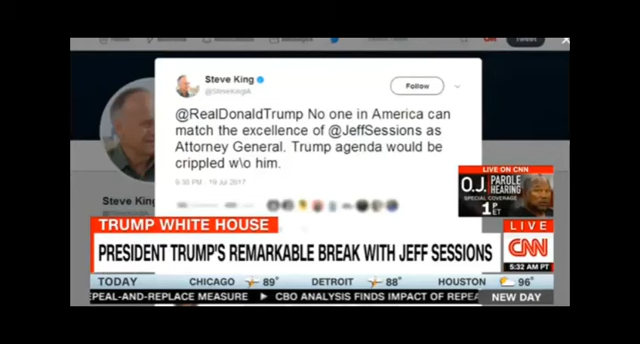 Tweet
Steve King
@SteveKingIA
Follow
@RealDonaldTrump No one in America can
match the excellence of @JeffSessions as
Attorney General. Trump agenda would be
crippled w\o him.
6:30 PM - 19 Jul 2017
Steve King
LIVE ON CNN
O.J. PAROLE
HEARING
SPECIAL COVERAGE
1 P.
ET
TRUMP WHITE HOUSE
PRESIDENT TRUMP'S REMARKABLE BREAK WITH JEFF SESSIONS
LIVE
CNN
5:32 AM PT
TODAY CHICAGO 89° DETROIT 88° HOUSTON 96°
EPEAL-AND-REPLACE MEASURE CBO ANALYSIS FINDS IMPACT OF REPEA
NEW DAY